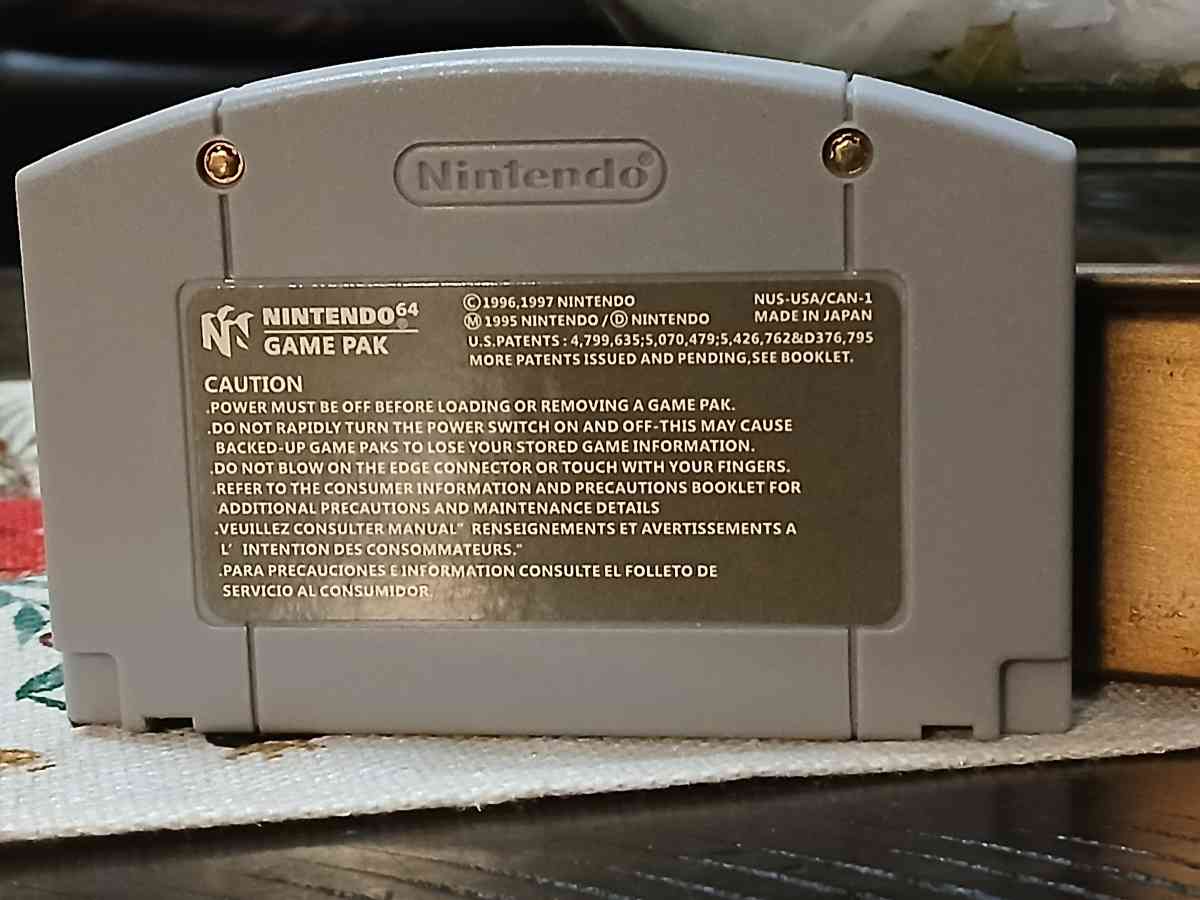 Nintendo®
NINTENDO64
GAME PAK
©1996,1997 NINTENDO
Ⓜ 1995 NINTENDO / Ⓓ NINTENDO
U.S.PATENTS : 4,799,635;5,070,479;5,426,762&D376,795
MORE PATENTS ISSUED AND PENDING,SEE BOOKLET.
NUS-USA/CAN-1
MADE IN JAPAN
CAUTION
.POWER MUST BE OFF BEFORE LOADING OR REMOVING A GAME PAK.
.DO NOT RAPIDLY TURN THE POWER SWITCH ON AND OFF-THIS MAY CAUSE
BACKED-UP GAME PAKS TO LOSE YOUR STORED GAME INFORMATION.
.DO NOT BLOW ON THE EDGE CONNECTOR OR TOUCH WITH YOUR FINGERS.
.REFER TO THE CONSUMER INFORMATION AND PRECAUTIONS BOOKLET FOR
ADDITIONAL PRECAUTIONS AND MAINTENANCE DETAILS
.VEUILLEZ CONSULTER MANUAL" RENSEIGNEMENTS ET AVERTISSEMENTS A
L' INTENTION DES CONSOMMATEURS."
.PARA PRECAUCIONES E INFORMATION CONSULTE EL FOLLETO DE
SERVICIO AL CONSUMIDOR.